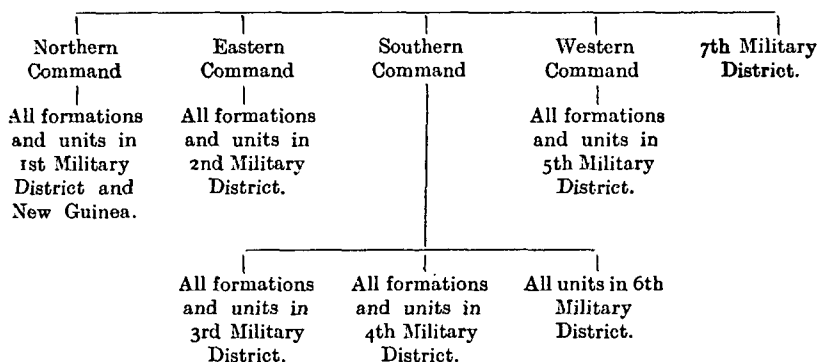 Northern
Command
Eastern
Command
Southern
Command
Western
Command
7th Military
District.
All formations
and units in
1st Military
District and
New Guinea.
All formations
and units in
2nd Military
District.
All formations
and units in
5th Military
District.
All formations
and units in
3rd Military
District.
All formations
and units in
4th Military
District.
All units in 6th
Military
District.